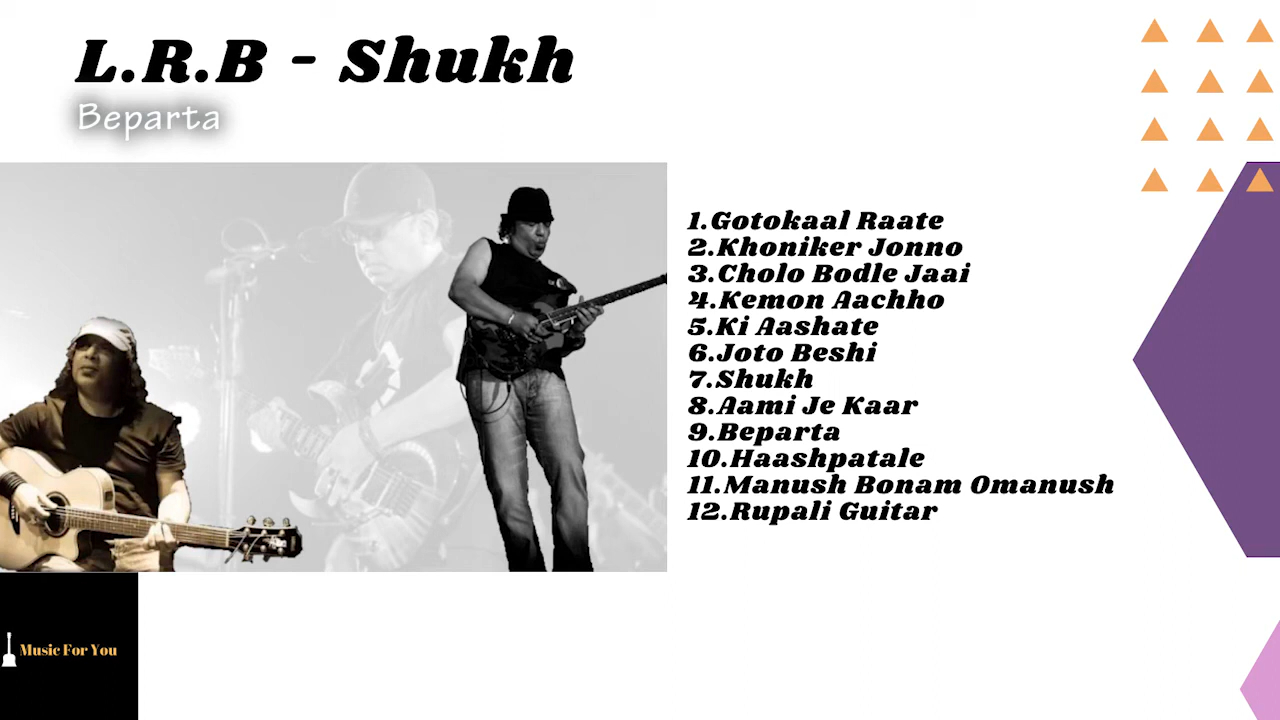 L.R.B - Shukh
Beparta
1.Gotokaal Raate
2.Khoniker Jonno
3.Cholo Bodle Jaai
4.Kemon Aachho
5.Ki Aashate
6.Joto Beshi
7.Shukh
8.Aami Je Kaar
9.Beparta
10.Haashpatale
11.Manush Bonam Omanush
12.Rupali Guitar
Music For You